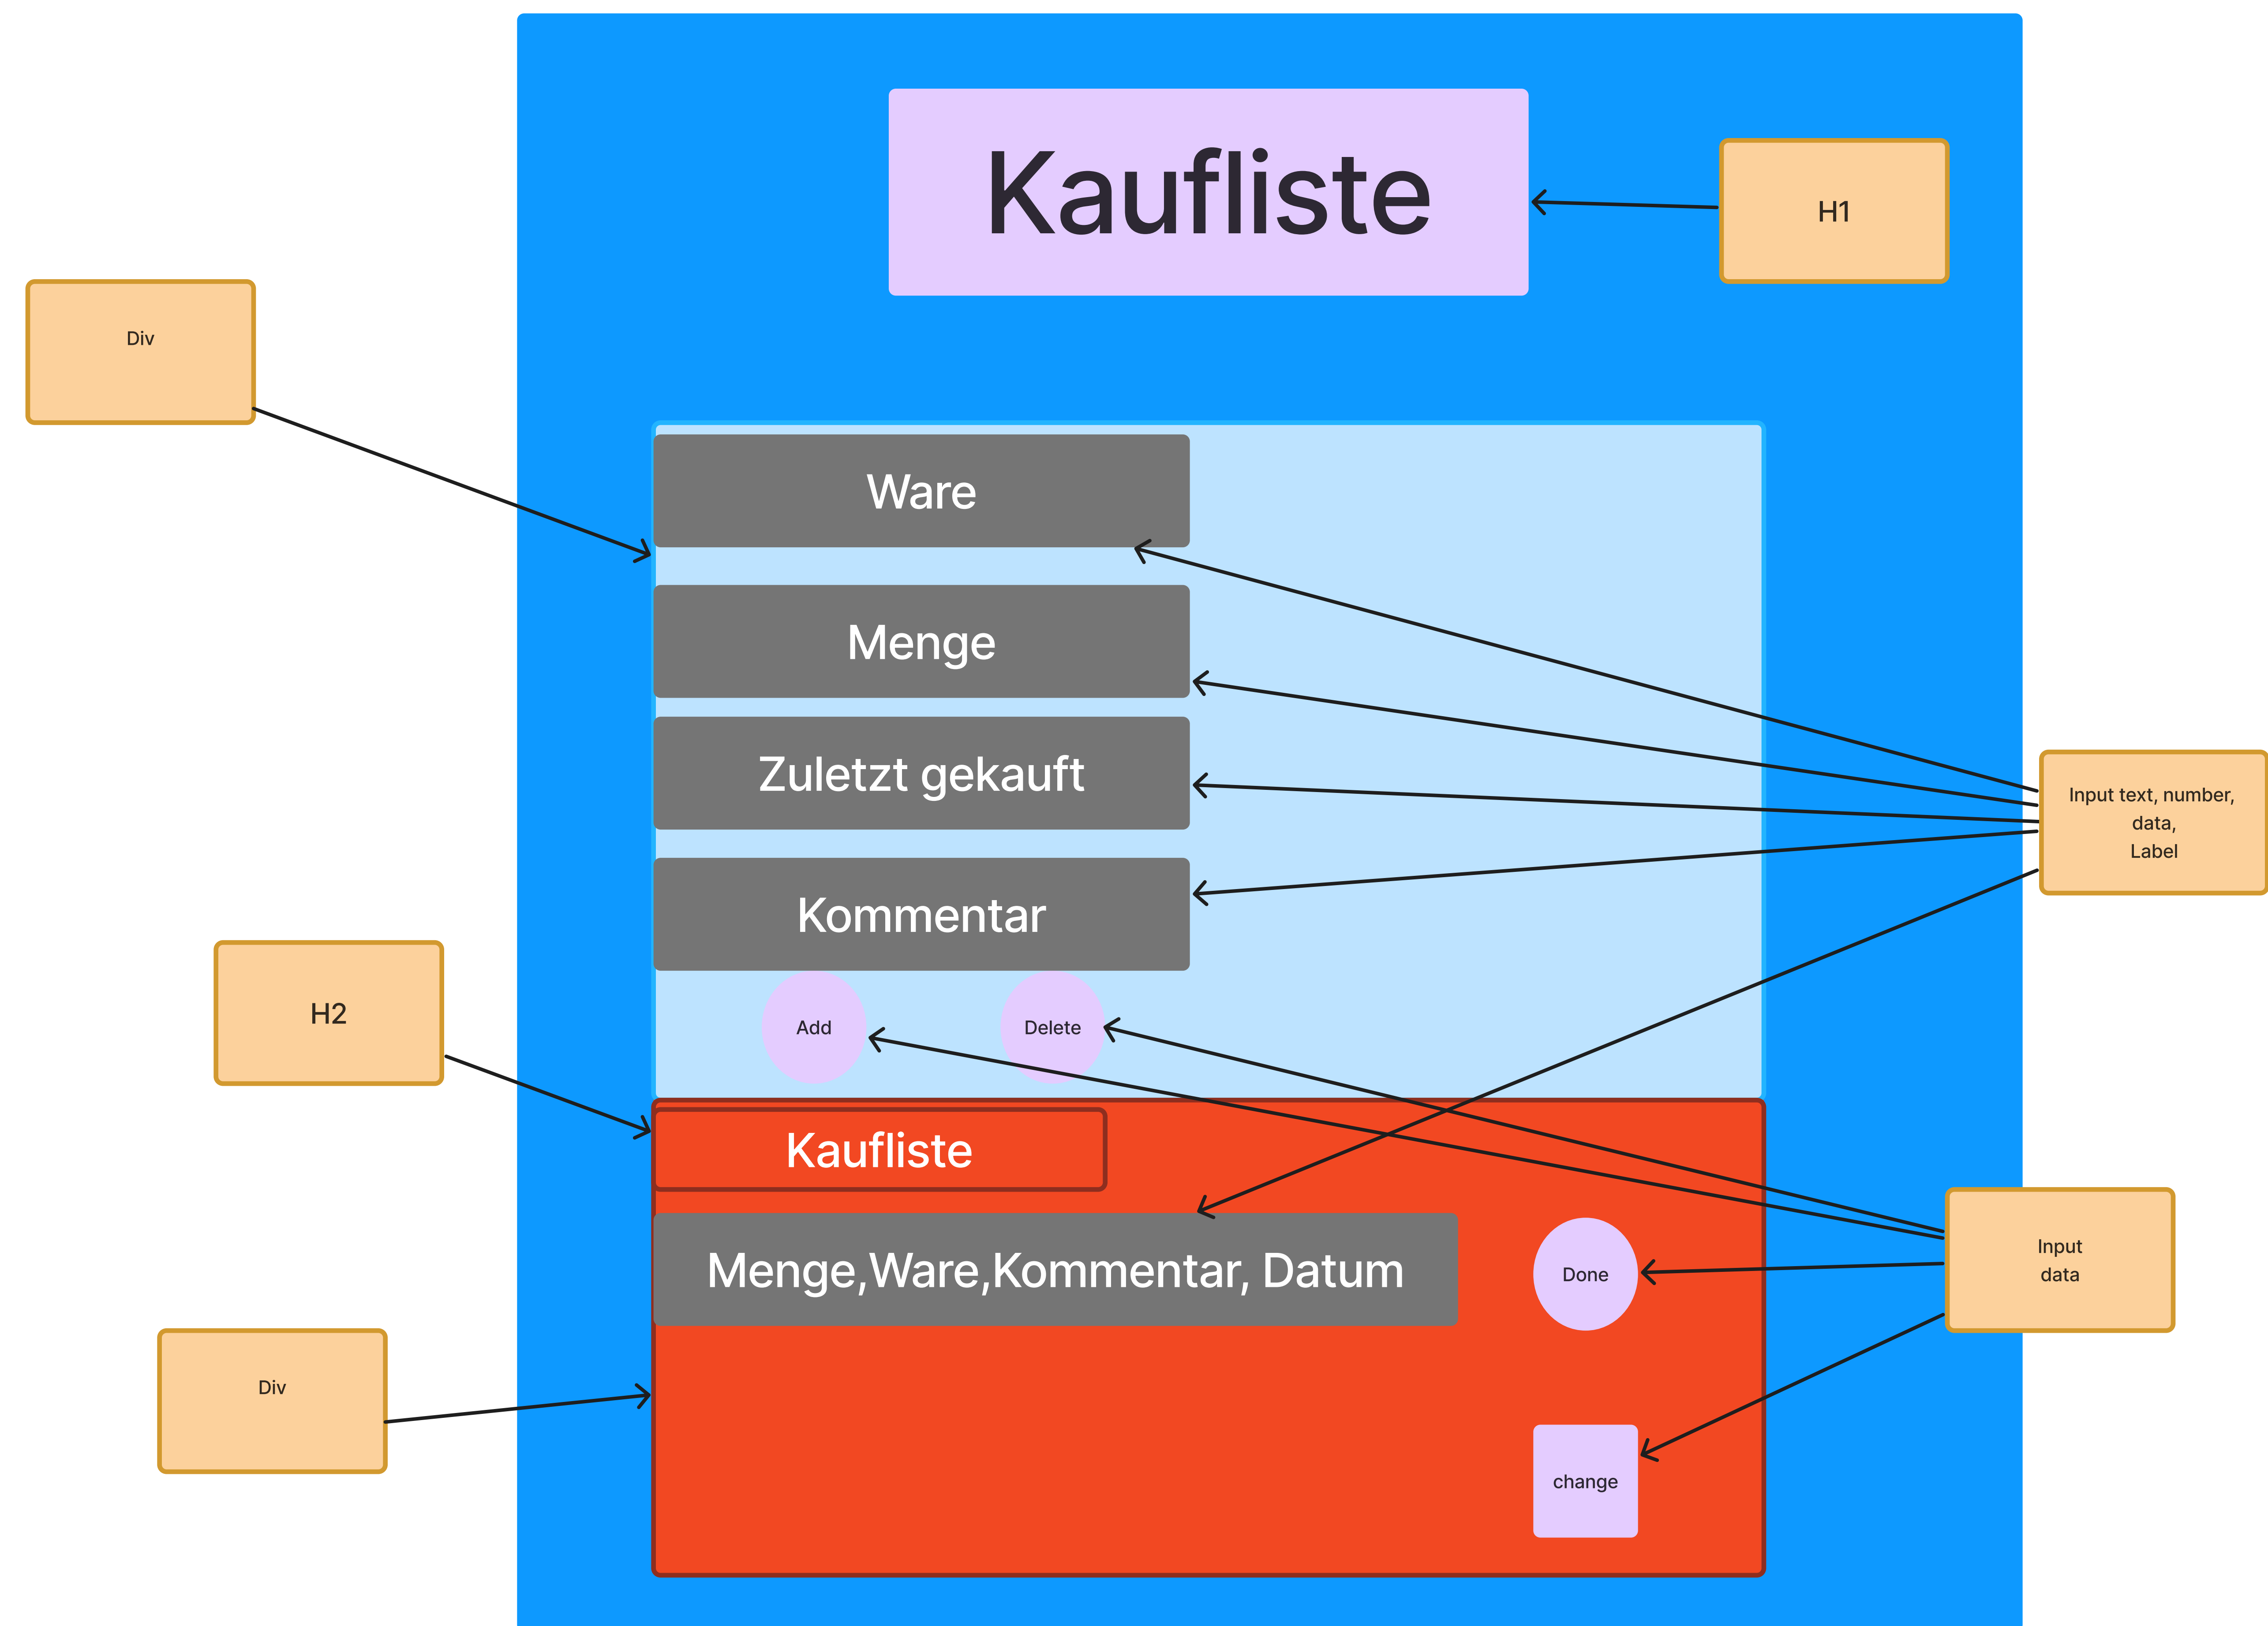 Kaufliste
H1
Div
Ware
Menge
Zuletzt gekauft
Input text, number,
data,
Label
Kommentar
H2
Add
Delete
Kaufliste
Menge,Ware,Kommentar, Datum
Done
Input
data
Div
change